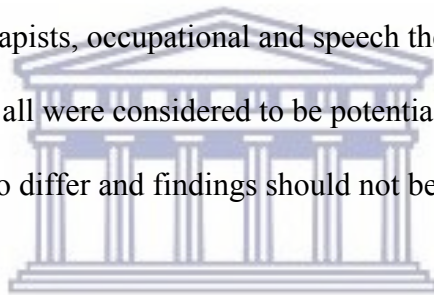 apists, occupational and speech the
all were considered to be potentia
o differ and findings should not be